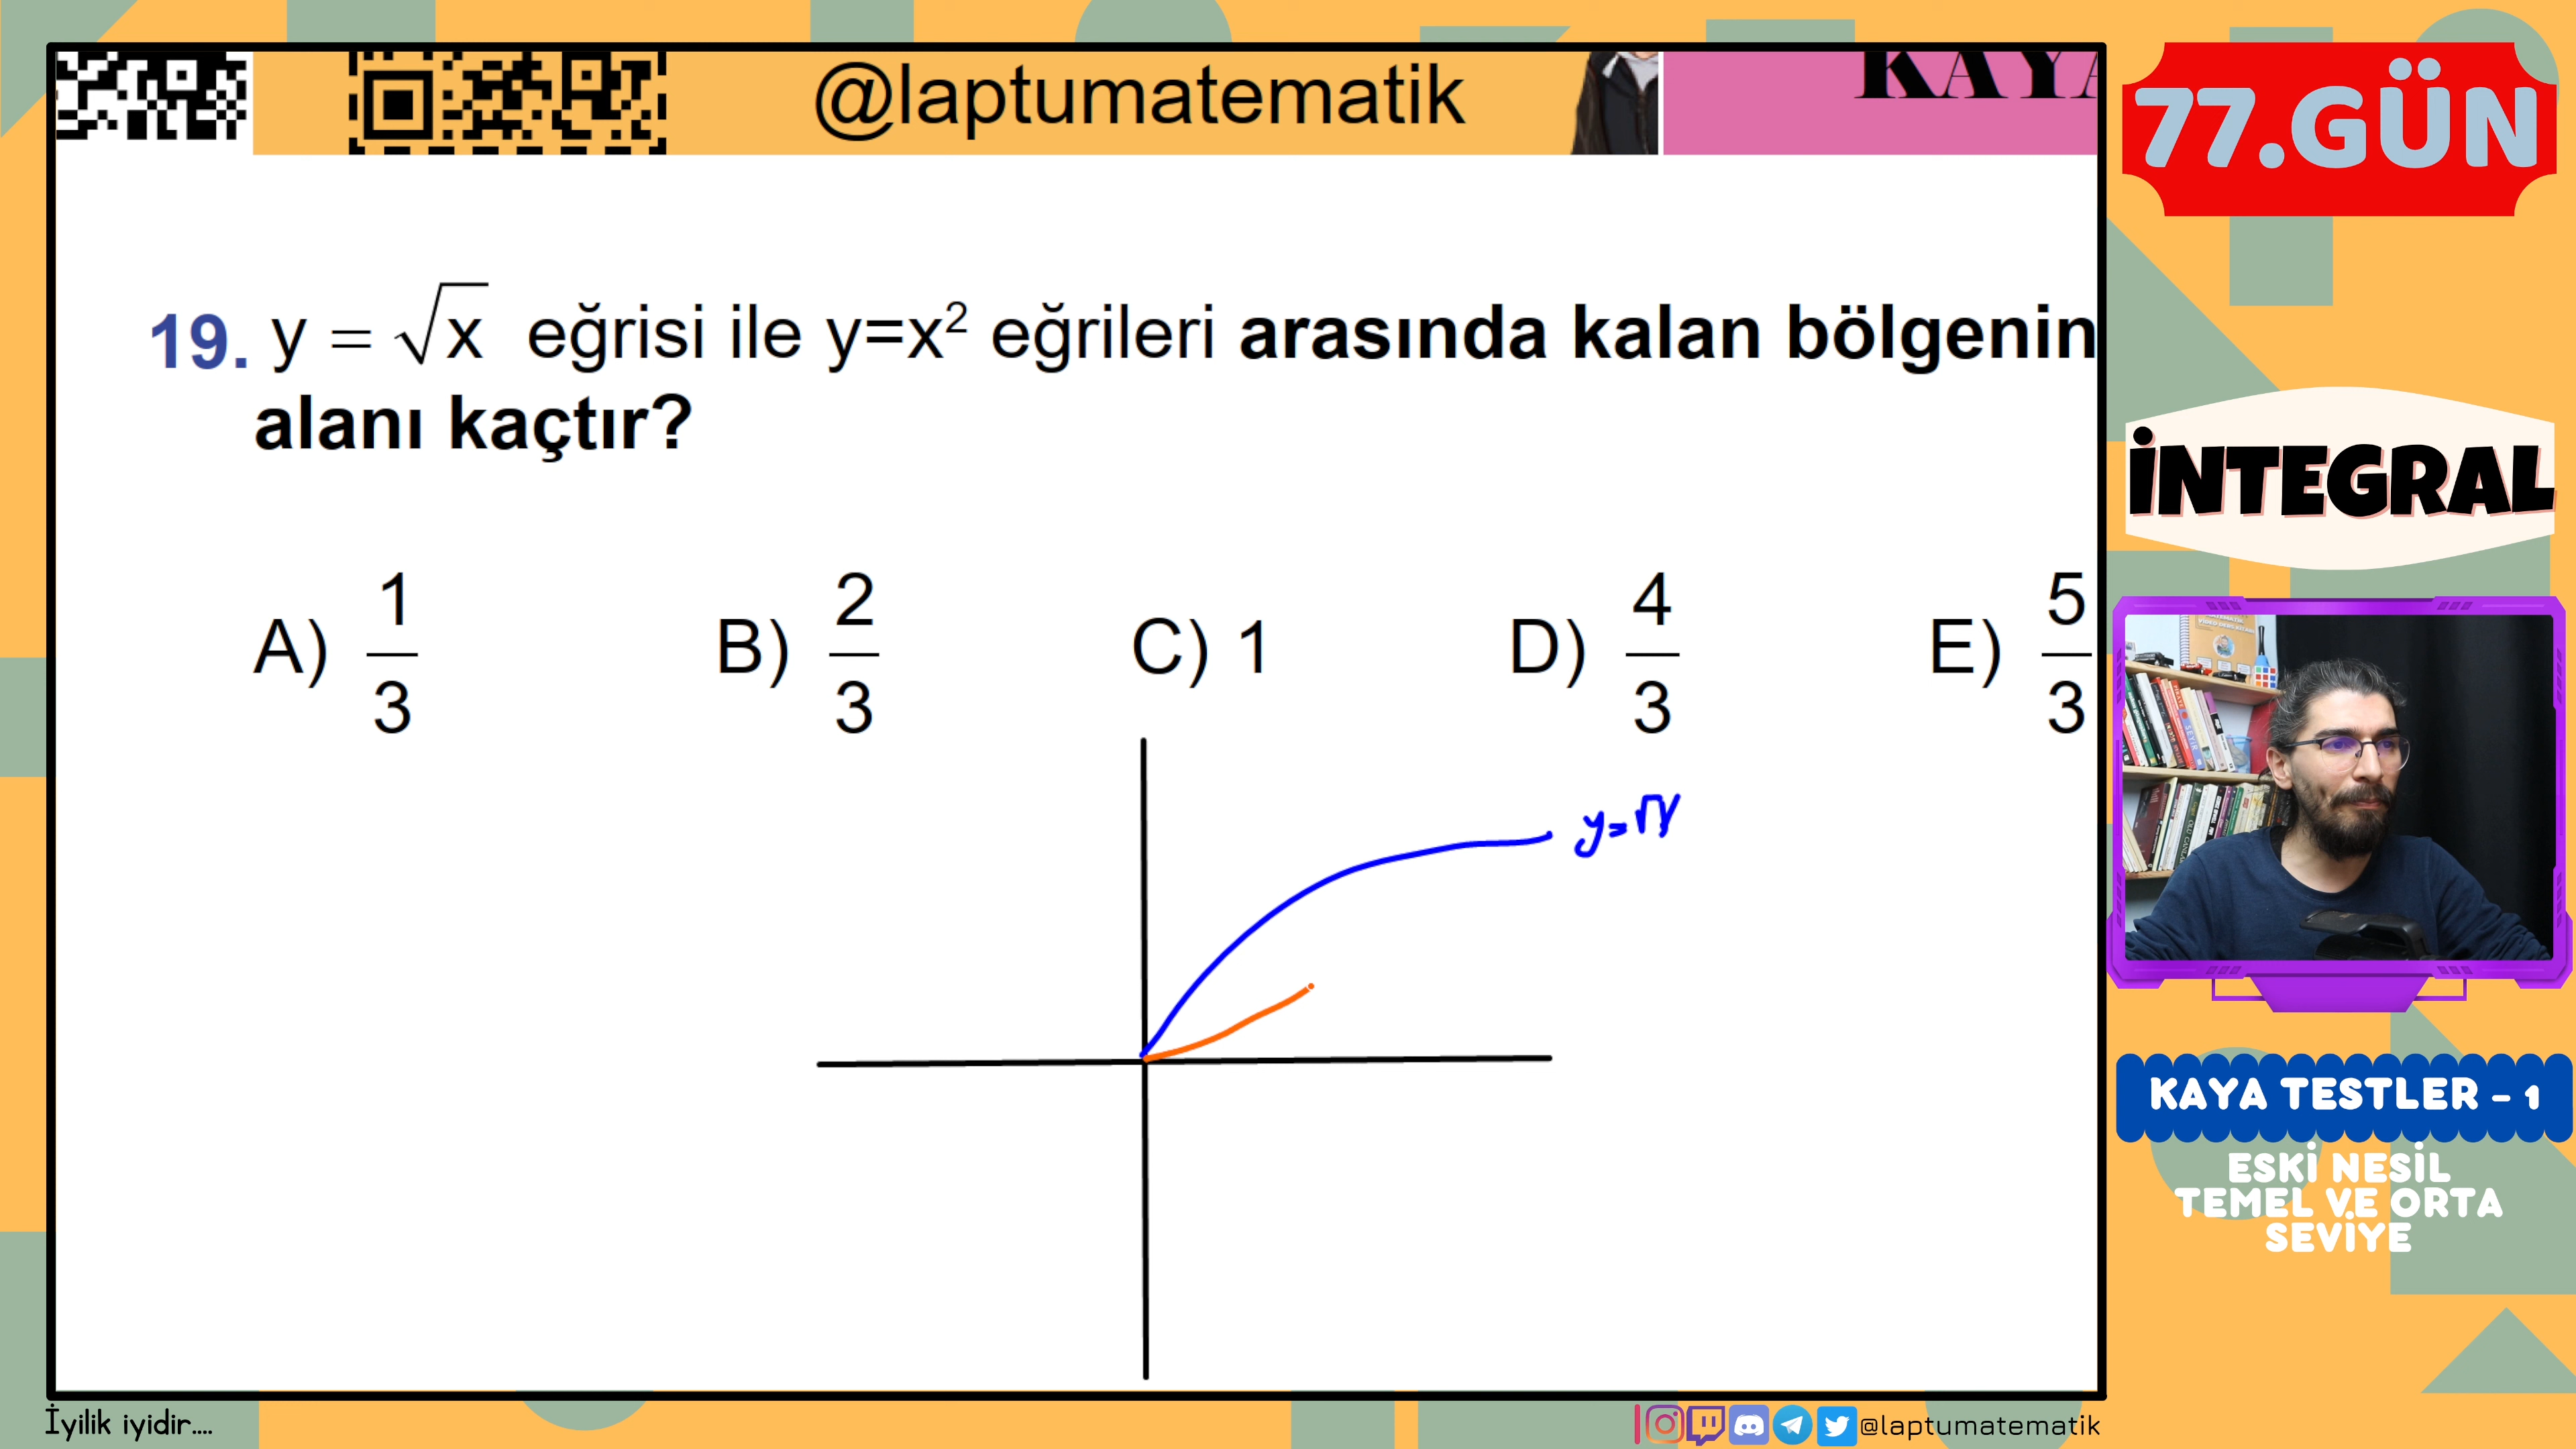 @laptumatematik
KAYA
77.GÜN
19. y = √x eğrisi ile y=x² eğrileri arasında kalan bölgenin
alanı kaçtır?
A) 1/3 B) 2/3 C) 1 D) 4/3 E) 5/3
y=√x
İNTEGRAL
KAYA TESTLER - 1
ESKİ NESİL
TEMEL VE ORTA
SEVİYE
İyilik iyidir....
@laptumatematik